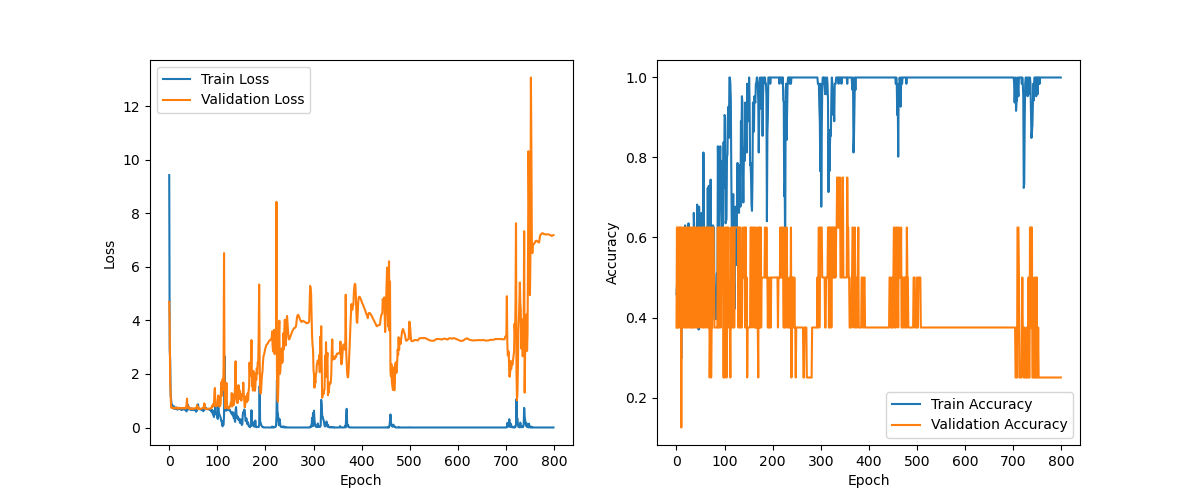 Train Loss
Validation Loss
Loss
12
10
8
6
4
2
0
0 100 200 300 400 500 600 700 800
Epoch
Accuracy
1.0
0.8
0.6
0.4
0.2
Train Accuracy
Validation Accuracy
0 100 200 300 400 500 600 700 800
Epoch